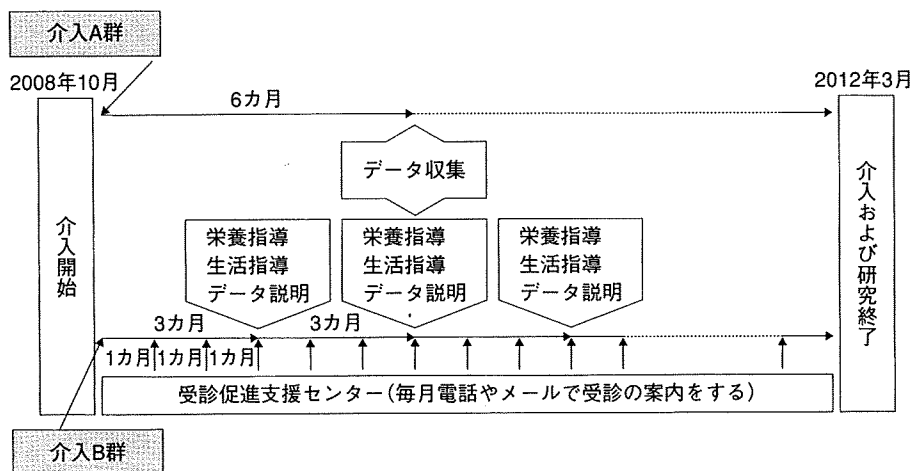 介入A群
2008年10月
2012年3月
6カ月
データ収集
介入開始
介入および研究終了
栄養指導
生活指導
データ説明
栄養指導
生活指導
データ説明
栄養指導
生活指導
データ説明
3カ月
3カ月
1カ月
1カ月
1カ月
受診促進支援センター(毎月電話やメールで受診の案内をする)
介入B群